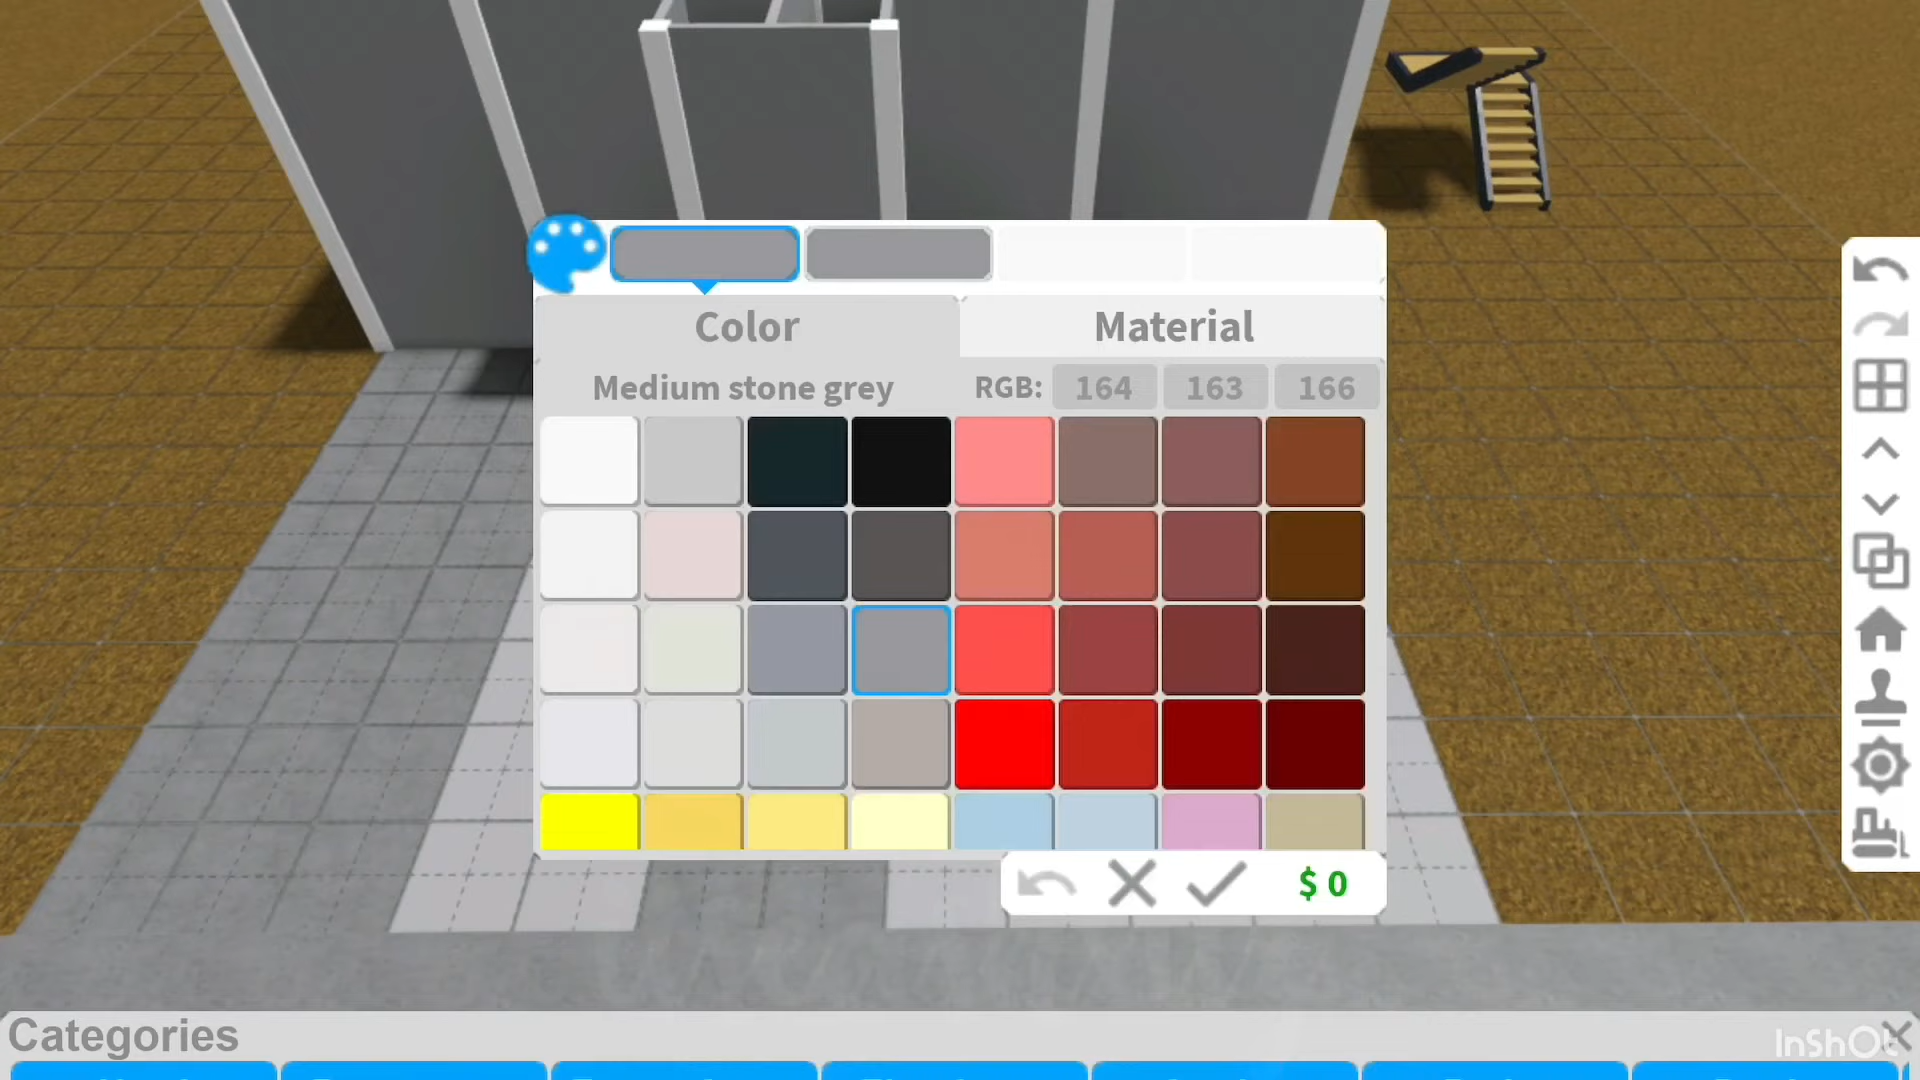 Color
Material
Medium stone grey
RGB: 164 163 166
$ 0
Categories
InShOt